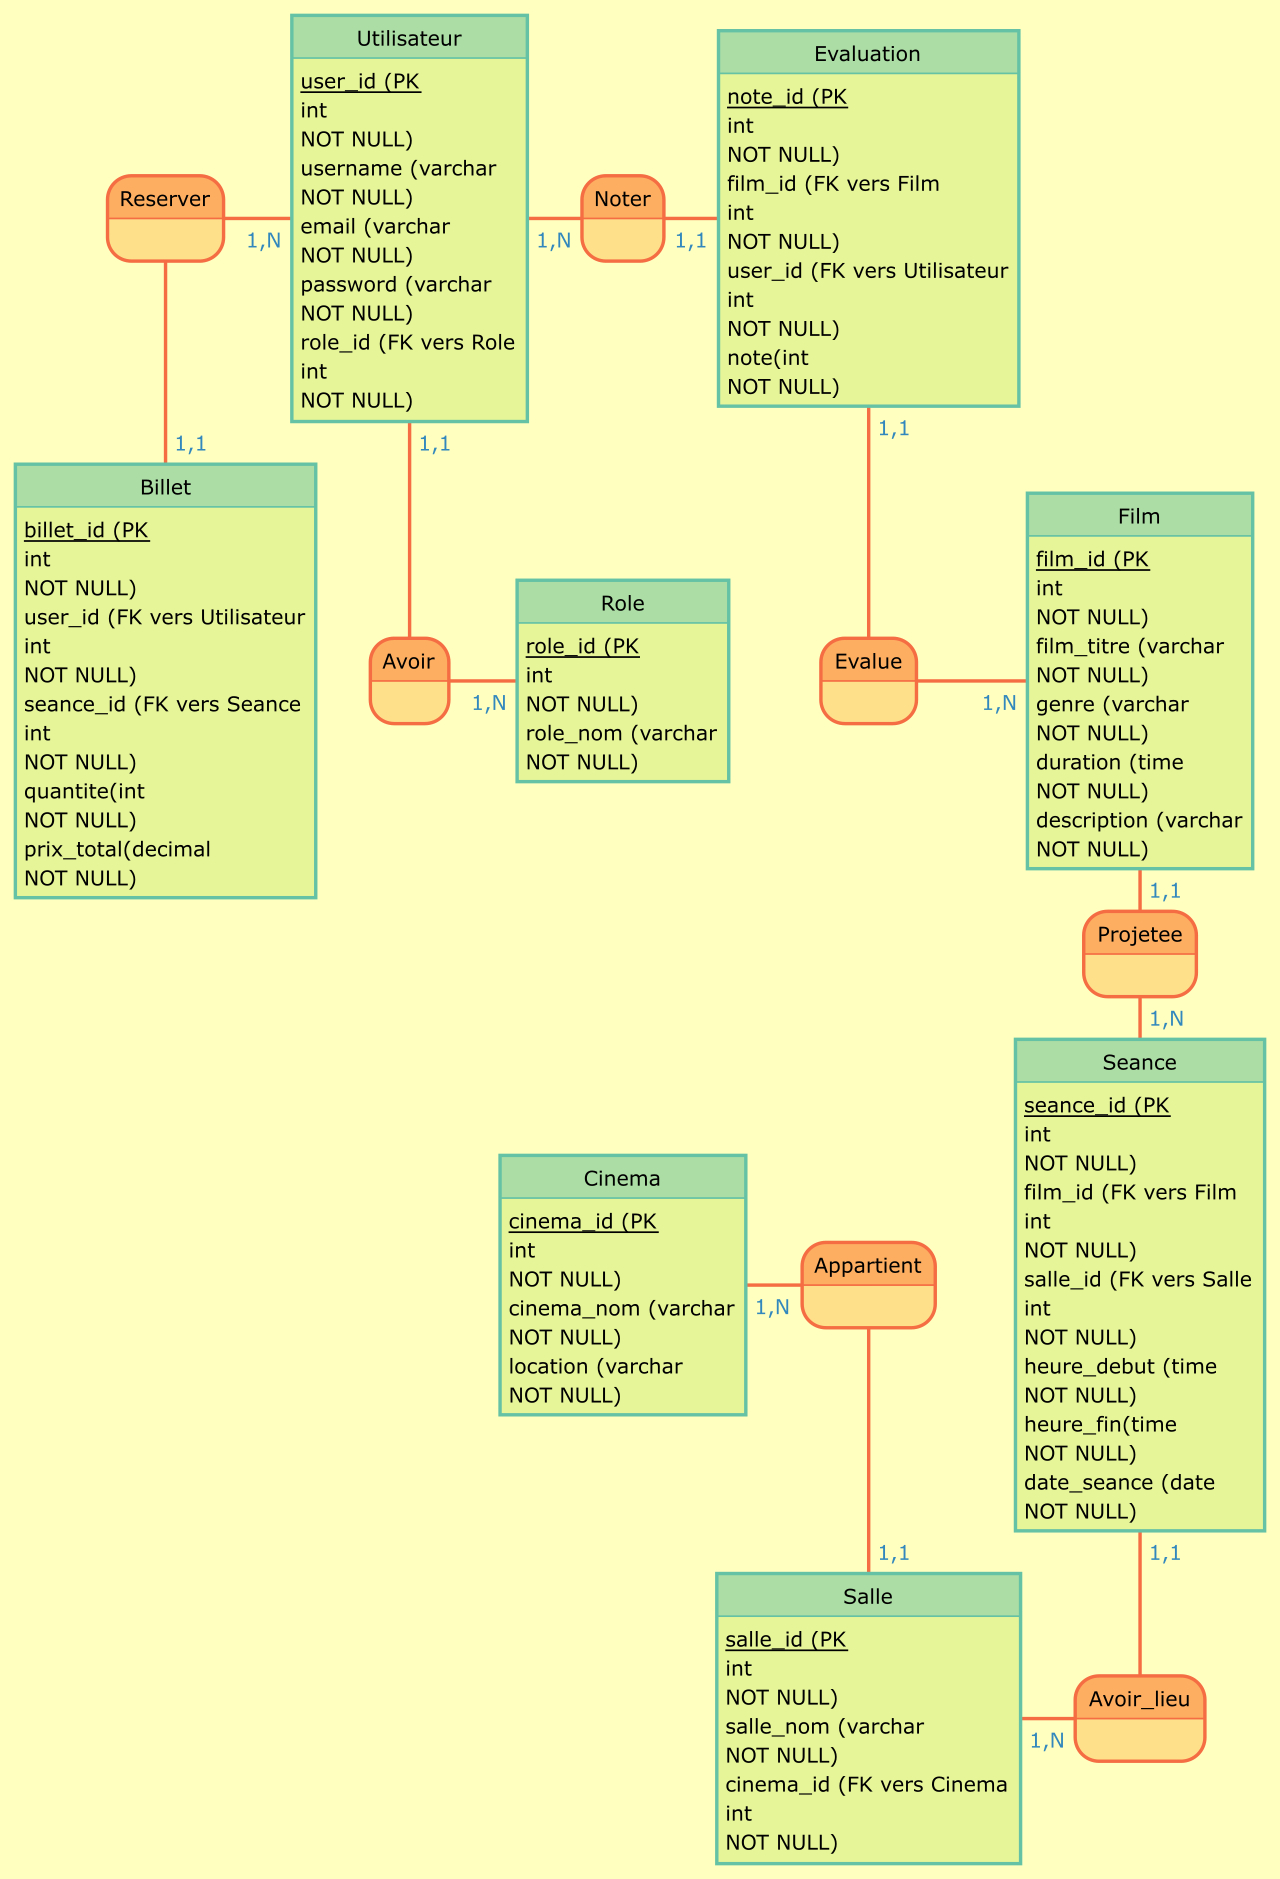 Utilisateur
user_id (PK
int
NOT NULL)
username (varchar
NOT NULL)
email (varchar
NOT NULL)
password (varchar
NOT NULL)
role_id (FK vers Role
int
NOT NULL)
Evaluation
note_id (PK
int
NOT NULL)
film_id (FK vers Film
int
NOT NULL)
user_id (FK vers Utilisateur
int
NOT NULL)
note(int
NOT NULL)
Reserver
1,N
Noter
1,N
1,1
1,1
1,1
1,1
Billet
billet_id (PK
int
NOT NULL)
user_id (FK vers Utilisateur
int
NOT NULL)
seance_id (FK vers Seance
int
NOT NULL)
quantite(int
NOT NULL)
prix_total(decimal
NOT NULL)
Avoir
1,N
Role
role_id (PK
int
NOT NULL)
role_nom (varchar
NOT NULL)
Evalue
1,N
Film
film_id (PK
int
NOT NULL)
film_titre (varchar
NOT NULL)
genre (varchar
NOT NULL)
duration (time
NOT NULL)
description (varchar
NOT NULL)
1,1
Projetee
1,N
Seance
seance_id (PK
int
NOT NULL)
film_id (FK vers Film
int
NOT NULL)
salle_id (FK vers Salle
int
NOT NULL)
heure_debut (time
NOT NULL)
heure_fin(time
NOT NULL)
date_seance (date
NOT NULL)
Cinema
cinema_id (PK
int
NOT NULL)
cinema_nom (varchar
NOT NULL)
location (varchar
NOT NULL)
Appartient
1,N
1,1
1,1
Salle
salle_id (PK
int
NOT NULL)
salle_nom (varchar
NOT NULL)
cinema_id (FK vers Cinema
int
NOT NULL)
Avoir_lieu
1,N